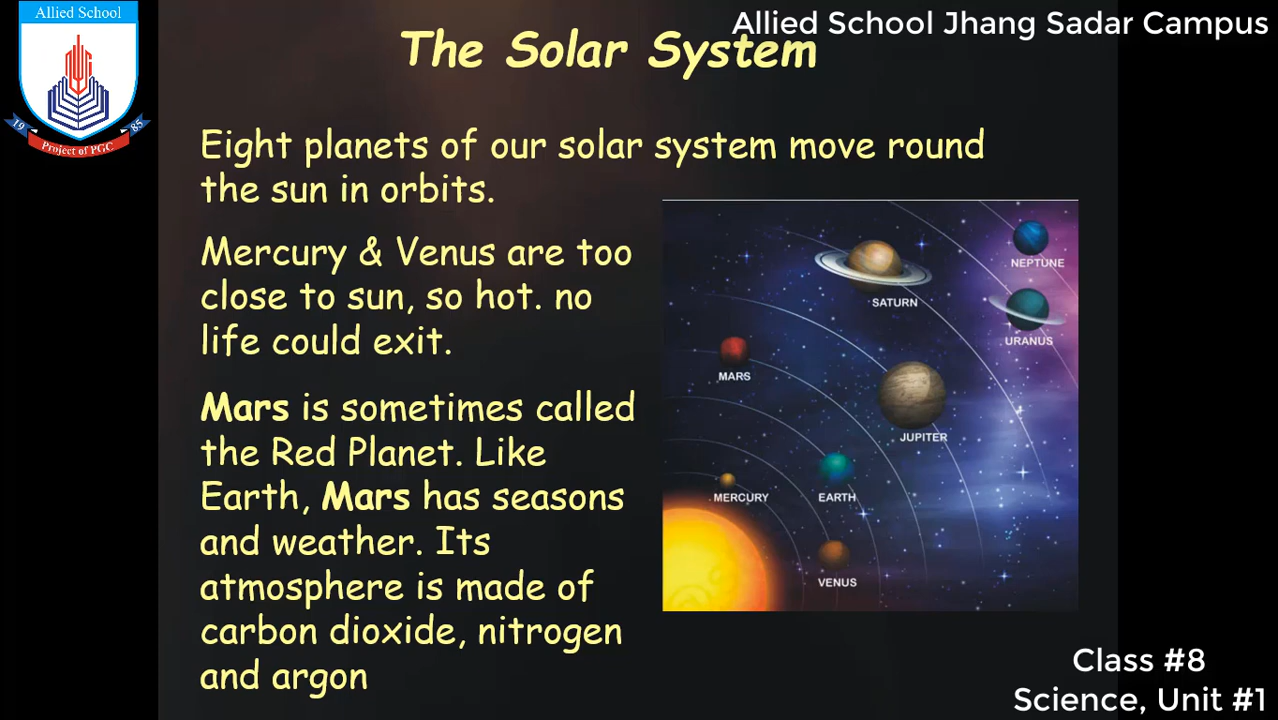 Allied School
19 85
Project of PGC
Allied School Jhang Sadar Campus
The Solar System
Eight planets of our solar system move round
the sun in orbits.
Mercury & Venus are too
close to sun, so hot. no
life could exit.
Mars is sometimes called
the Red Planet. Like
Earth, Mars has seasons
and weather. Its
atmosphere is made of
carbon dioxide, nitrogen
and argon
NEPTUNE
SATURN
URANUS
MARS
JUPITER
MERCURY
EARTH
VENUS
Class #8
Science, Unit #1